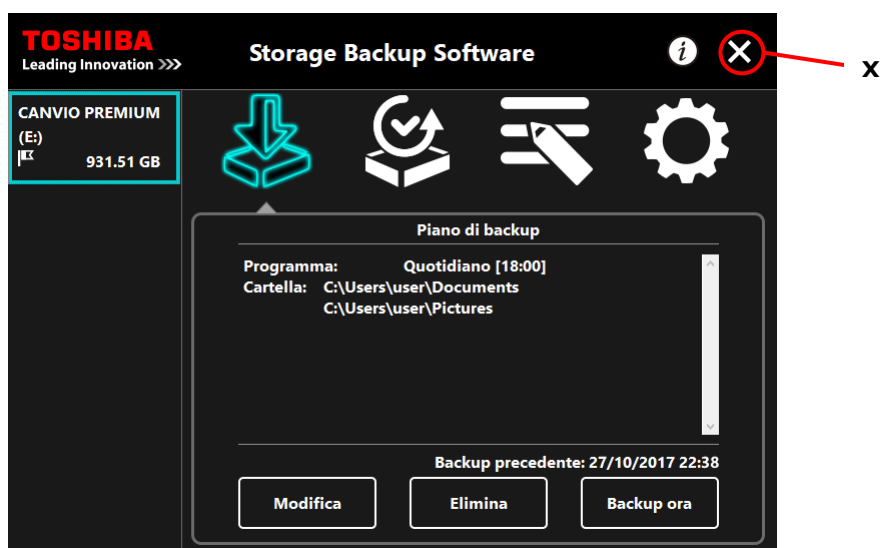 TOSHIBA
Leading Innovation >>>
Storage Backup Software
i
x
CANVIO PREMIUM
(E:)
931.51 GB
Piano di backup
Programma: Quotidiano [18:00]
Cartella: C:\Users\user\Documents
C:\Users\user\Pictures
Backup precedente: 27/10/2017 22:38
Modifica
Elimina
Backup ora